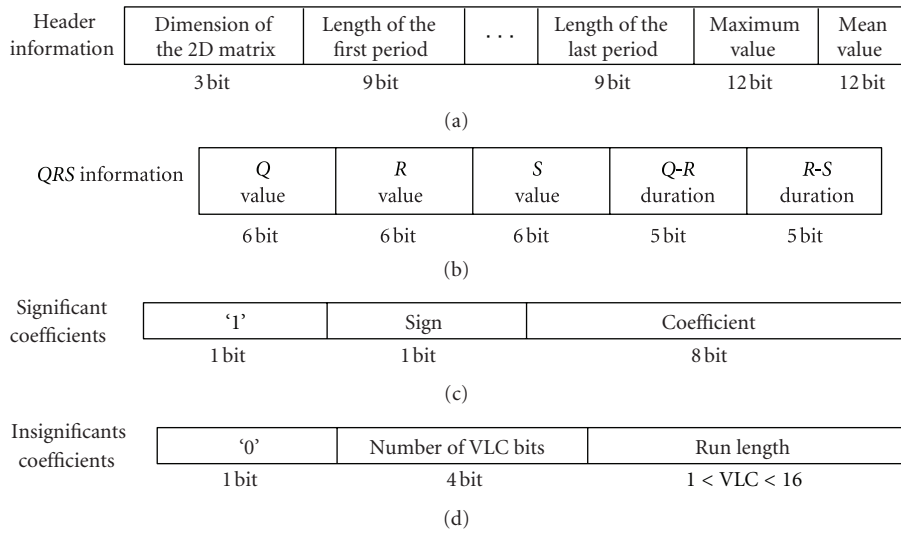 Header information
Dimension of the 2D matrix
Length of the first period
· · ·
Length of the last period
Maximum value
Mean value
3 bit
9 bit
9 bit
12 bit
12 bit
(a)
QRS information
Q value
R value
S value
Q-R duration
R-S duration
6 bit
6 bit
6 bit
5 bit
5 bit
(b)
Significant coefficients
‘1’
Sign
Coefficient
1 bit
1 bit
8 bit
(c)
Insignificants coefficients
‘0’
Number of VLC bits
Run length
1 bit
4 bit
1 < VLC < 16
(d)